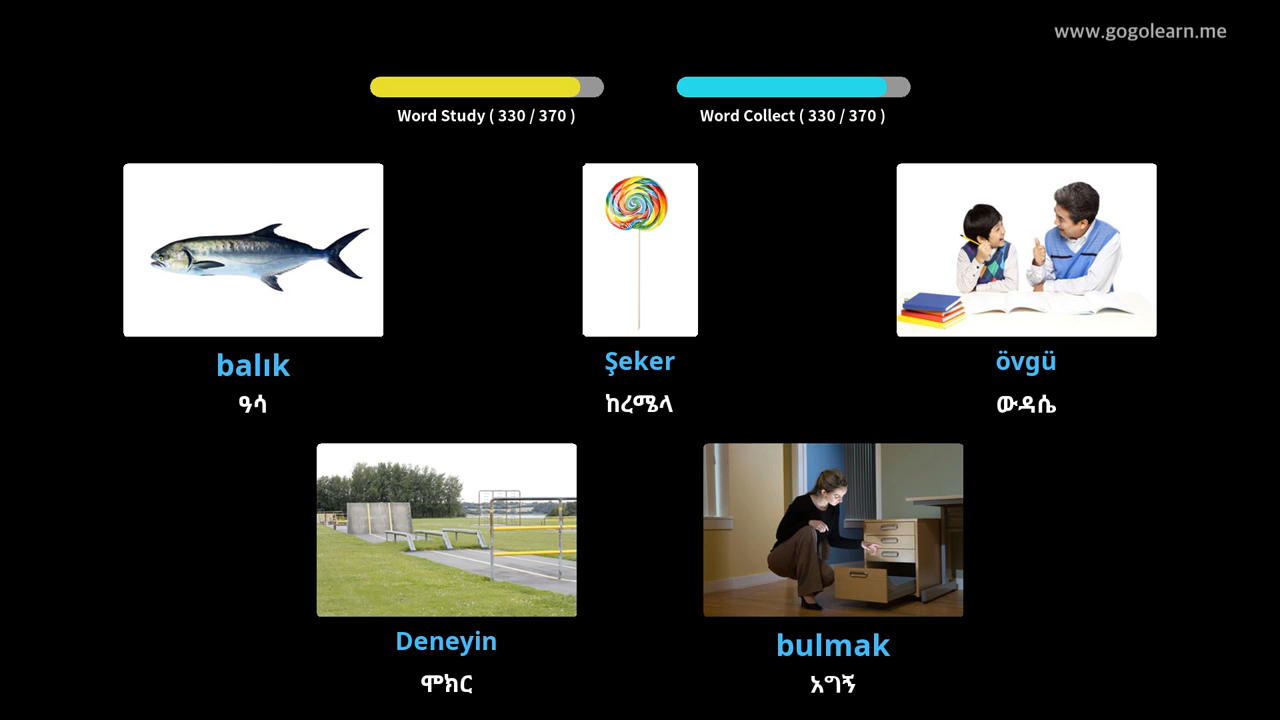 www.gogolearn.me
Word Study ( 330 / 370 )
Word Collect ( 330 / 370 )
balık
Şeker
övgü
ዓሳ
ከረሜላ
ውዳሴ
Deneyin
bulmak
ሞክር
አግኝ